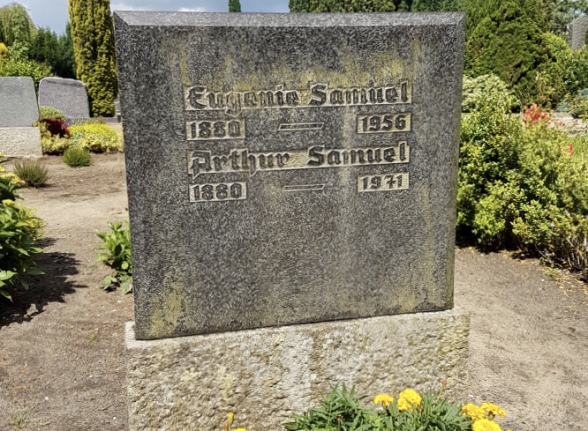 Eugenie Samuel
1880 — 1956
Arthur Samuel
1880 — 1971